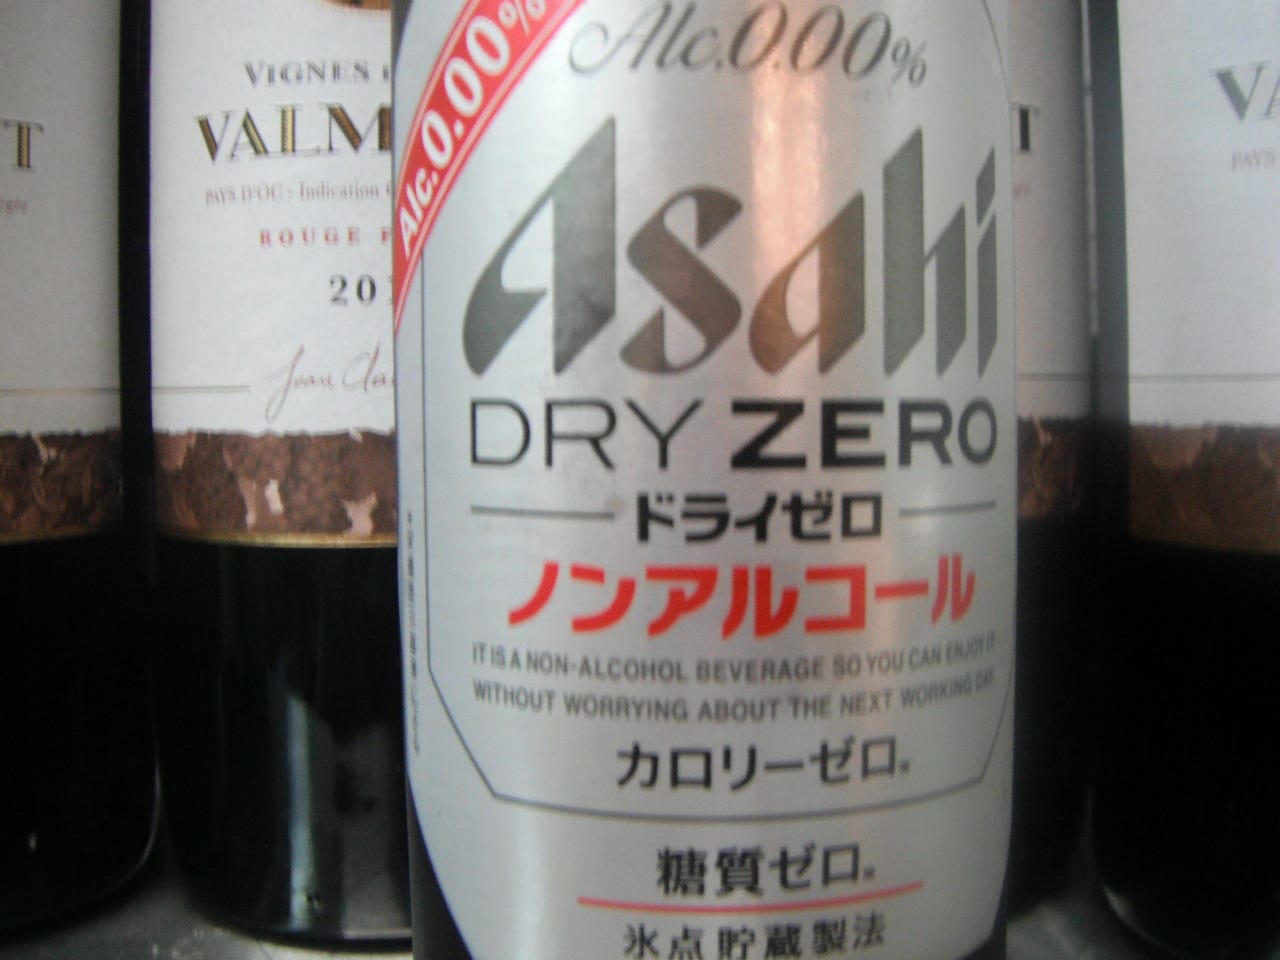 T
VIGNES
VALM
PAYS D'OC - Indication
ROUGE
201
Alc.0.00%
Alc.0.00%
Asahi
DRY ZERO
ドライゼロ
ノンアルコール
IT IS A NON-ALCOHOL BEVERAGE SO YOU CAN ENJOY IT
WITHOUT WORRYING ABOUT THE NEXT WORKING DAY
カロリーゼロ。
糖質ゼロ。
氷点貯蔵製法
T
VA
PAYS